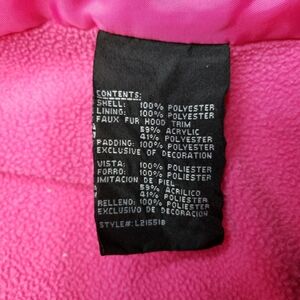 CONTENTS:
SHELL: 100% POLYESTER
LINING: 100% POLYESTER
FAUX FUR HOOD TRIM
59% ACRYLIC
41% POLYESTER
PADDING: 100% POLYESTER
EXCLUSIVE OF DECORATION
VISTA: 100% POLIESTER
FORRO: 100% POLIESTER
IMITACION DE PIEL
59% ACRILICO
41% POLIESTER
RELLENO: 100% POLIESTER
EXCLUSIVO DE DECORACION
STYLE#: L21551B